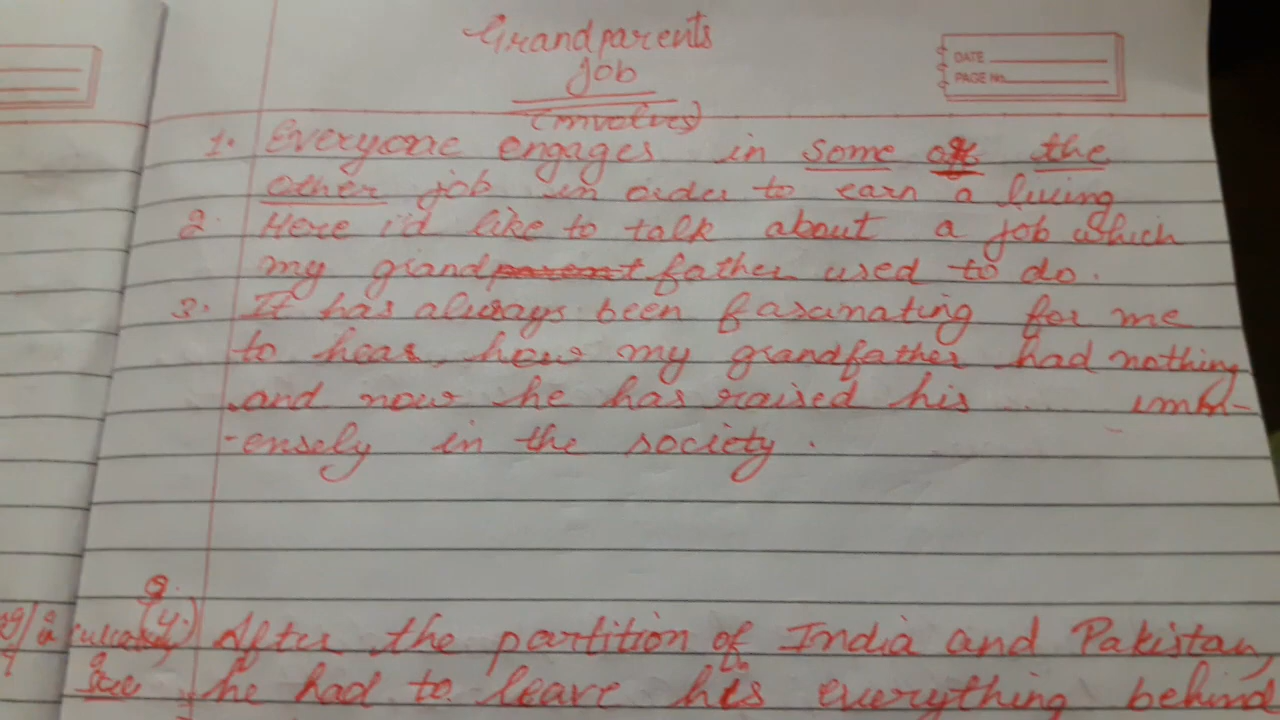 Grandparents
job
DATE
PAGE No.
(involves)
1. Everyone engages in some or the
other job in order to earn a living
2. Here i'd like to talk about a job which
my grandparent father used to do.
3. It has always been fascinating for me
to hear how my grandfather had nothing
and now he has raised his .... imm-
-ensely in the society.
(4.) After the partition of India and Pakistan,
he had to leave his everything behind